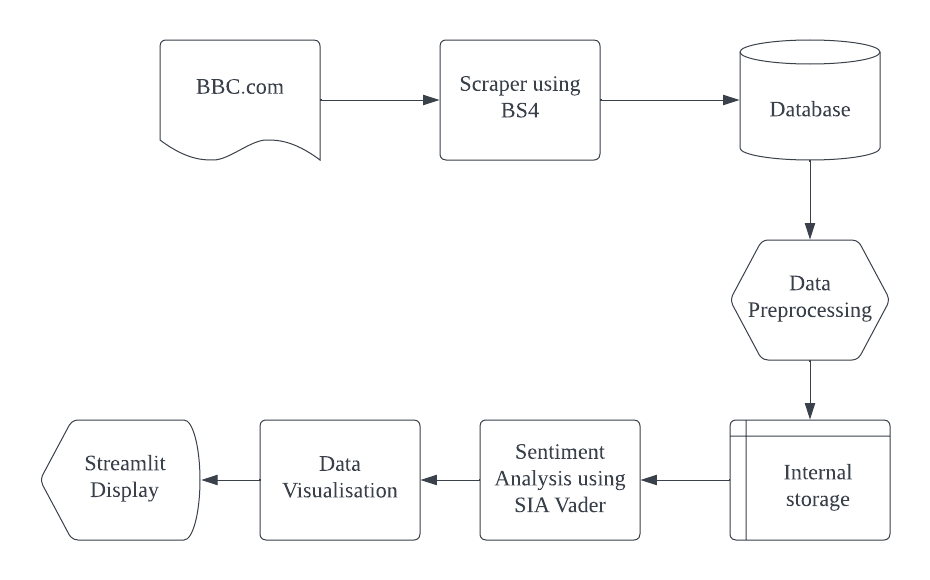 BBC.com
Scraper using
BS4
Database
Data
Preprocessing
Internal
storage
Sentiment
Analysis using
SIA Vader
Data
Visualisation
Streamlit
Display